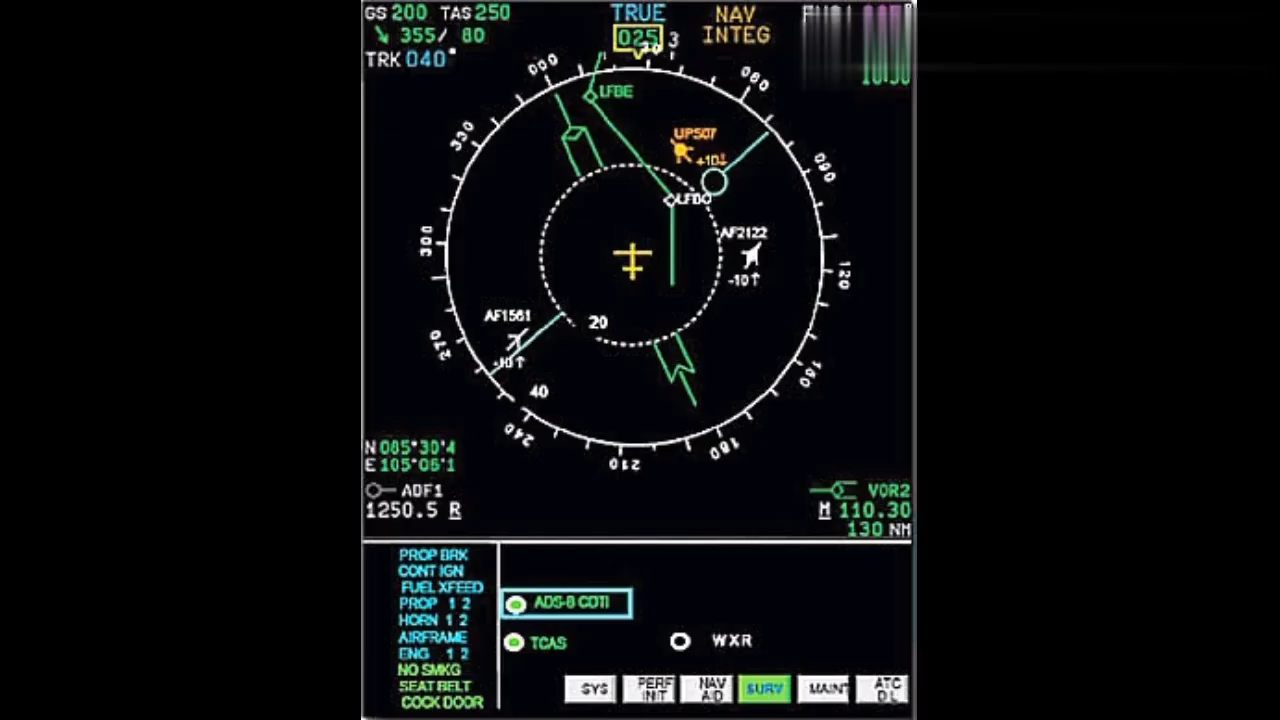 GS 200 TAS 250
355/ 80
TRK 040°
TRUE
025
NAV
INTEG
3
000
080
330
090
300
120
270
150
240
210
180
LFBE
UPS07
+10↓
LFBO
AF2122
-10↑
AF1561
-10↑
20
40
N 085°30'4
E 105°06'1
ADF1
1250.5 R
VOR2
M 110.30
130 NM
PROP BRK
CONT IGN
FUEL XFEED
PROP 1 2
HORN 1 2
AIRFRAME
ENG 1 2
NO SMKG
SEAT BELT
COCK DOOR
ADS-B CDTI
TCAS
WXR
SYS
PERF INIT
NAV AID
SURV
MAINT
ATC D L